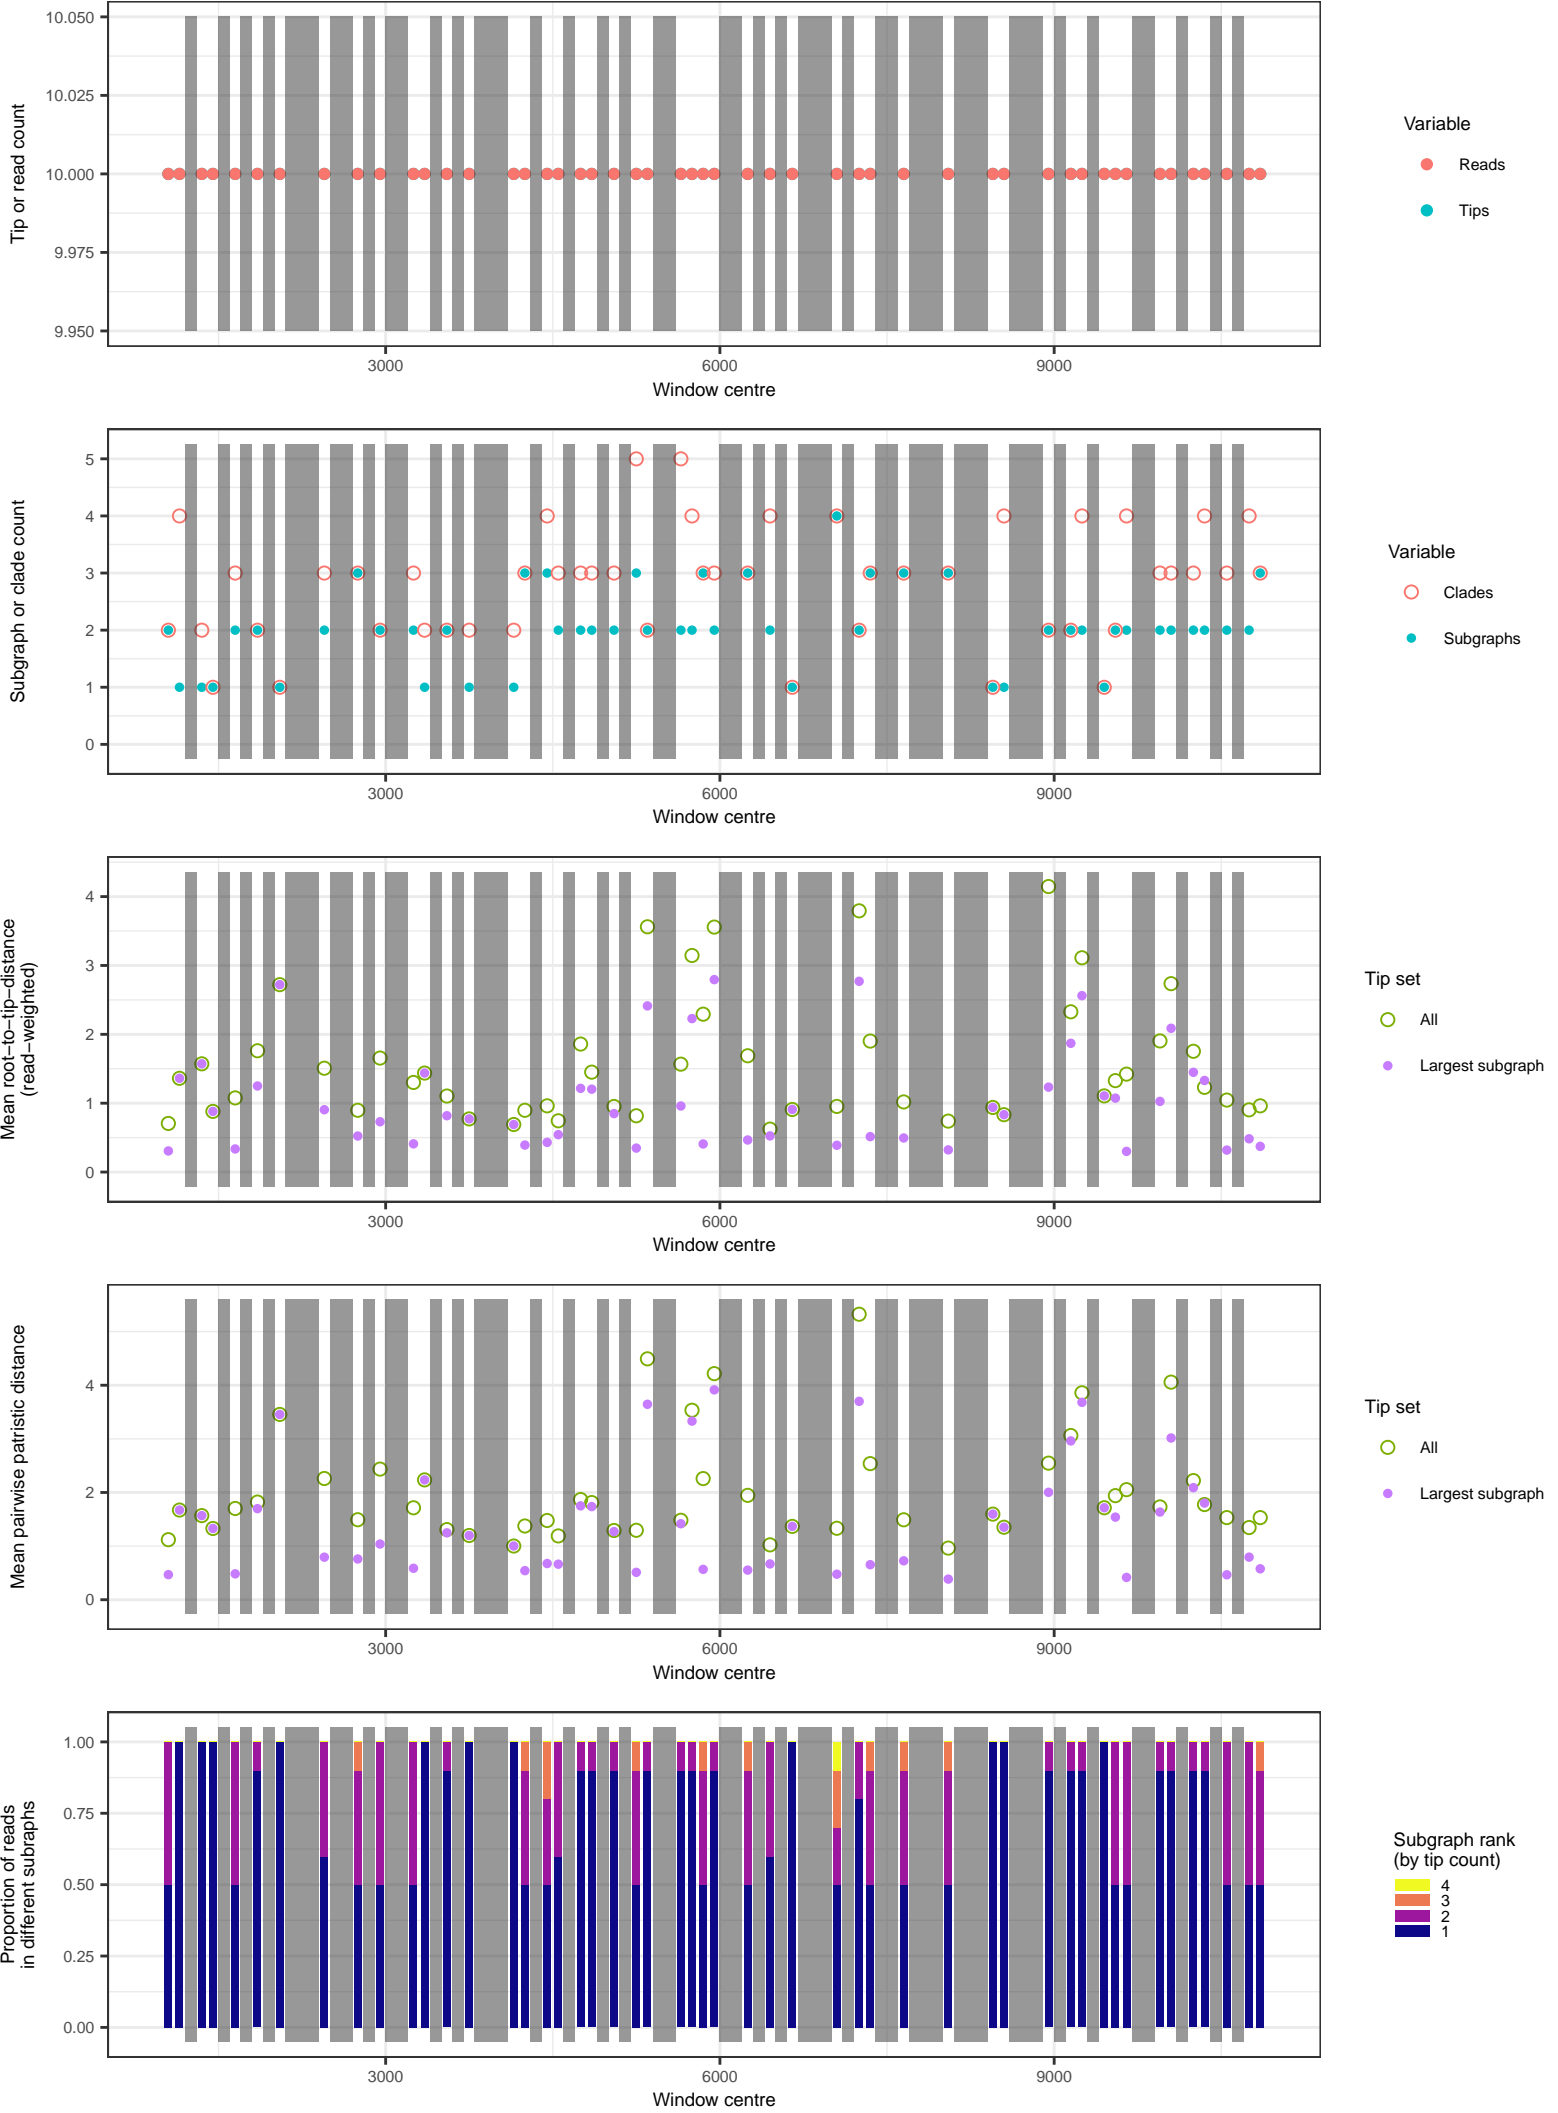 10.050
10.025
10.000
9.975
9.950
Tip or read count
3000
6000
9000
Window centre
Variable
Reads
Tips
5
4
3
2
1
0
Subgraph or clade count
3000
6000
9000
Window centre
Variable
Clades
Subgraphs
4
3
2
1
0
Mean root−to−tip−distance
(read−weighted)
3000
6000
9000
Window centre
Tip set
All
Largest subgraph
4
2
0
Mean pairwise patristic distance
3000
6000
9000
Window centre
Tip set
All
Largest subgraph
1.00
0.75
0.50
0.25
0.00
Proportion of reads
in different subraphs
3000
6000
9000
Window centre
Subgraph rank
(by tip count)
4
3
2
1